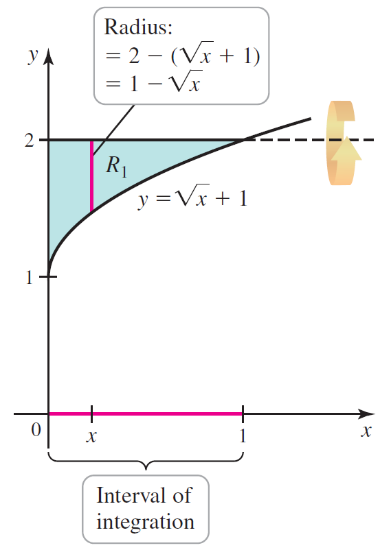 Radius:
= 2 − (√x + 1)
= 1 − √x
y
2
R₁
y = √x + 1
1
0
x
1
x
Interval of
integration